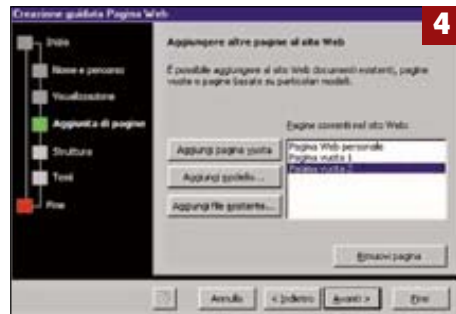 Creazione guidata Pagina Web
4
Inizio
Nome e percorso
Visualizzazione
Aggiunta di pagine
Struttura
Temi
Fine
Aggiungere altre pagine al sito Web
È possibile aggiungere al sito Web documenti esistenti, pagine
vuote o pagine basate su particolari modelli.
Pagine correnti nel sito Web:
Aggiungi pagina vuota
Aggiungi modello ...
Aggiungi file esistente...
Pagina Web personale
Pagina vuota 1
Pagina vuota 2
Rimuovi pagina
Annulla
< Indietro
Avanti >
Fine